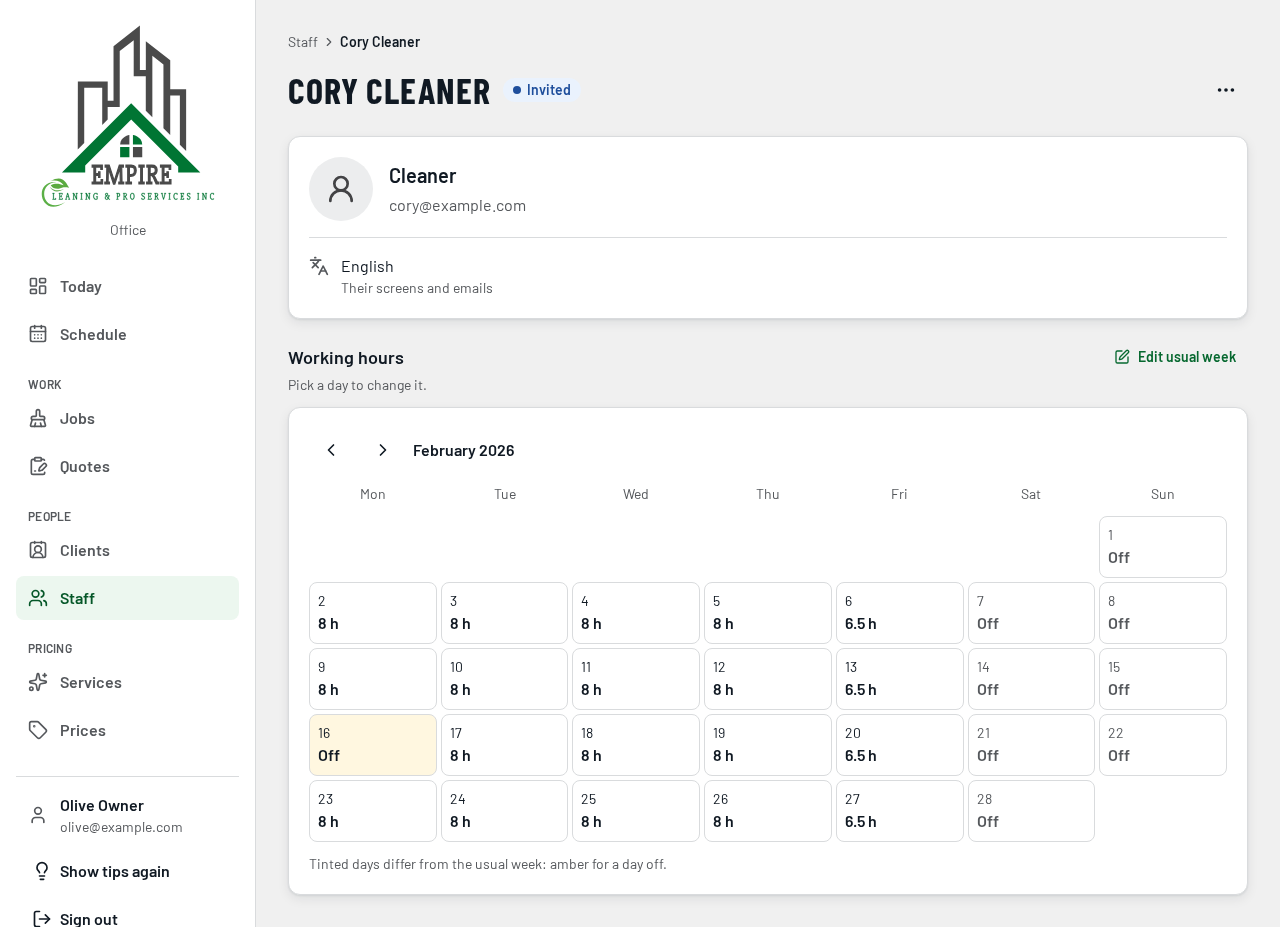 EMPIRE
CLEANING & PRO SERVICES INC
Office
Today
Schedule
WORK
Jobs
Quotes
PEOPLE
Clients
Staff
PRICING
Services
Prices
Olive Owner
olive@example.com
Show tips again
Sign out
Staff > Cory Cleaner
CORY CLEANER
Invited
Cleaner
cory@example.com
English
Their screens and emails
Working hours
Edit usual week
Pick a day to change it.
February 2026
Mon Tue Wed Thu Fri Sat Sun
1
Off
2 3 4 5 6 7 8
8 h 8 h 8 h 8 h 6.5 h Off Off
9 10 11 12 13 14 15
8 h 8 h 8 h 8 h 6.5 h Off Off
16 17 18 19 20 21 22
Off 8 h 8 h 8 h 6.5 h Off Off
23 24 25 26 27 28
8 h 8 h 8 h 8 h 6.5 h Off
Tinted days differ from the usual week: amber for a day off.